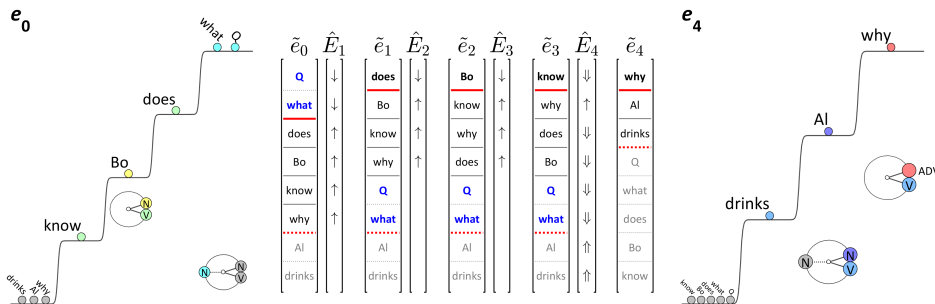 e0
what Q
does
Bo
N
V
know
drinks Al why
N N
V
ẽ0 Ê1 ẽ1 Ê2 ẽ2 Ê3 ẽ3 Ê4 ẽ4
Q ↓ does ↓ Bo ↓ know ⇓ why
what ↓ Bo ↑ know ↑ why ↑ Al
does ↑ know ↑ why ↑ does ⇓ drinks
Bo ↑ why ↑ does ↑ Bo ⇓ Q
know ↑ Q Q Q ⇓ what
why ↑ what what what ⇓ does
Al Al Al Al ⇑ Bo
drinks drinks drinks drinks ⇑ know
e4
why
Al
ADV
V
drinks
N N
V
know Bo does what Q